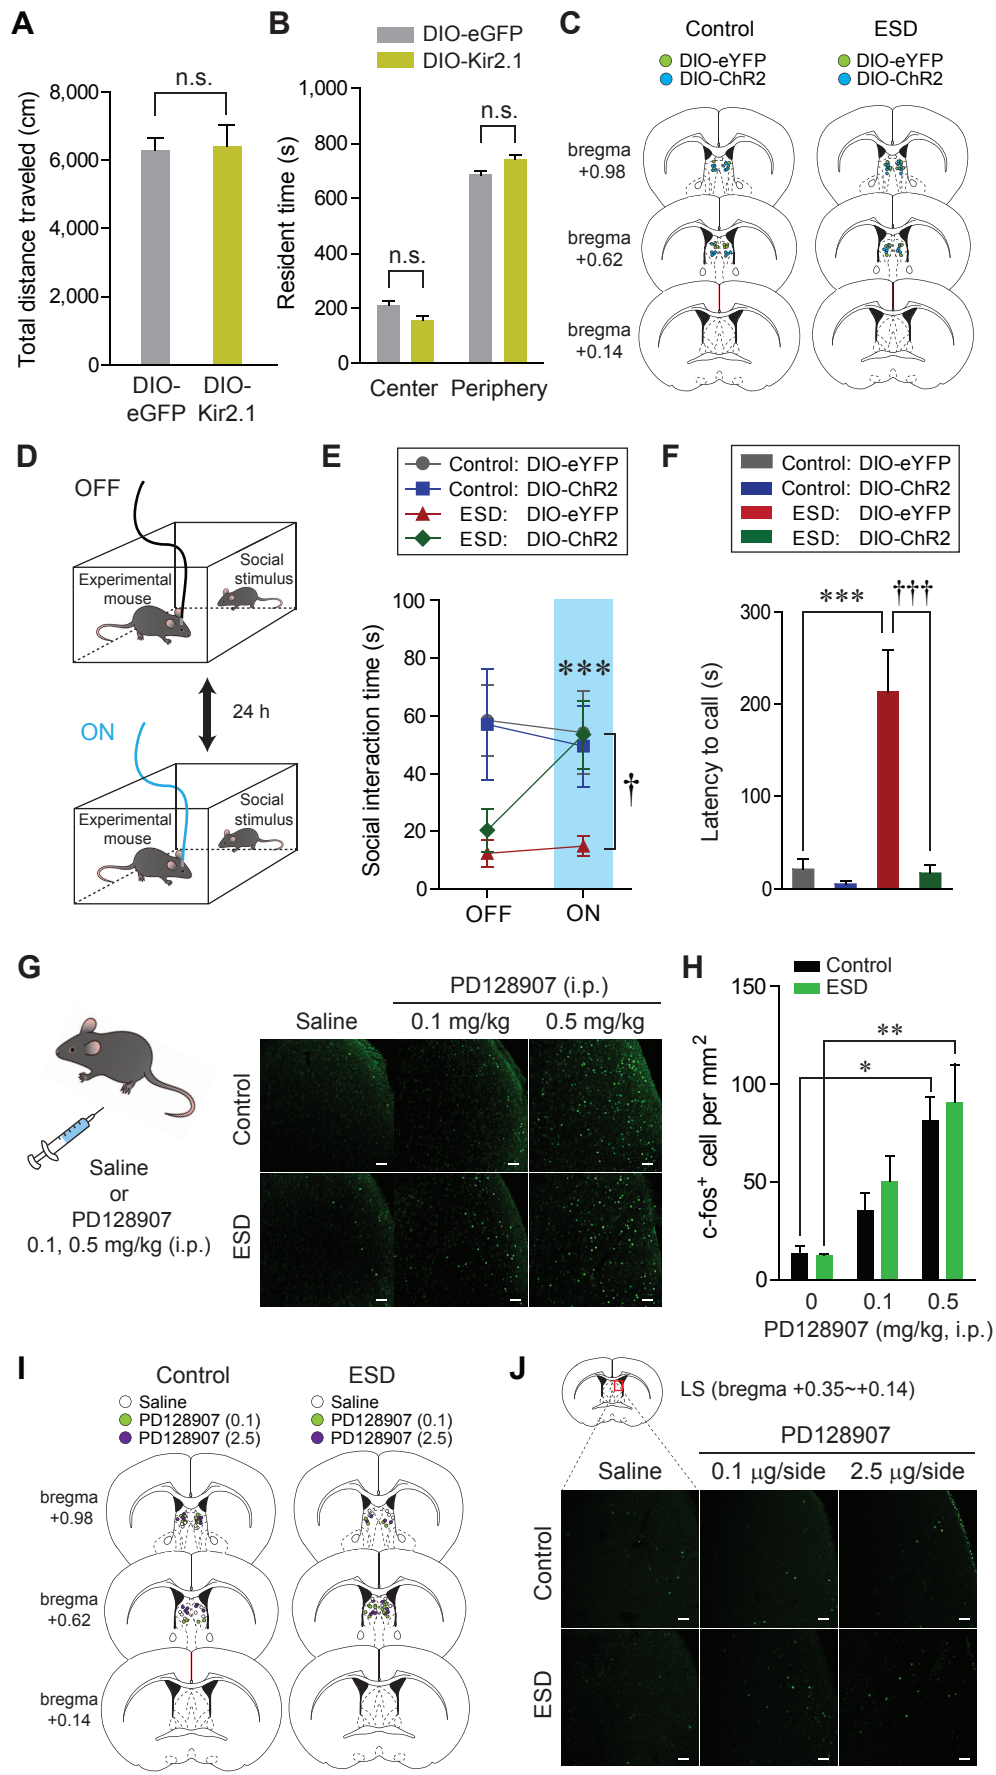 A
Total distance traveled (cm)
8,000
6,000
4,000
2,000
0
n.s.
DIO-
eGFP
DIO-
Kir2.1
B
DIO-eGFP
DIO-Kir2.1
Resident time (s)
1,000
800
600
400
200
0
n.s.
n.s.
Center
Periphery
C
Control
ESD
DIO-eYFP
DIO-ChR2
DIO-eYFP
DIO-ChR2
bregma
+0.98
bregma
+0.62
bregma
+0.14
D
OFF
Experimental
mouse
Social
stimulus
24 h
ON
Experimental
mouse
Social
stimulus
E
Control: DIO-eYFP
Control: DIO-ChR2
ESD: DIO-eYFP
ESD: DIO-ChR2
Social interaction time (s)
100
80
60
40
20
0
***
†
OFF
ON
F
Control: DIO-eYFP
Control: DIO-ChR2
ESD: DIO-eYFP
ESD: DIO-ChR2
Latency to call (s)
300
200
100
0
***
†††
G
Saline
or
PD128907
0.1, 0.5 mg/kg (i.p.)
PD128907 (i.p.)
Saline
0.1 mg/kg
0.5 mg/kg
Control
ESD
H
Control
ESD
c-fos⁺ cell per mm²
150
100
50
0
**
*
0
0.1
0.5
PD128907 (mg/kg, i.p.)
I
Control
ESD
Saline
PD128907 (0.1)
PD128907 (2.5)
Saline
PD128907 (0.1)
PD128907 (2.5)
bregma
+0.98
bregma
+0.62
bregma
+0.14
J
LS (bregma +0.35~+0.14)
PD128907
Saline
0.1 μg/side
2.5 μg/side
Control
ESD